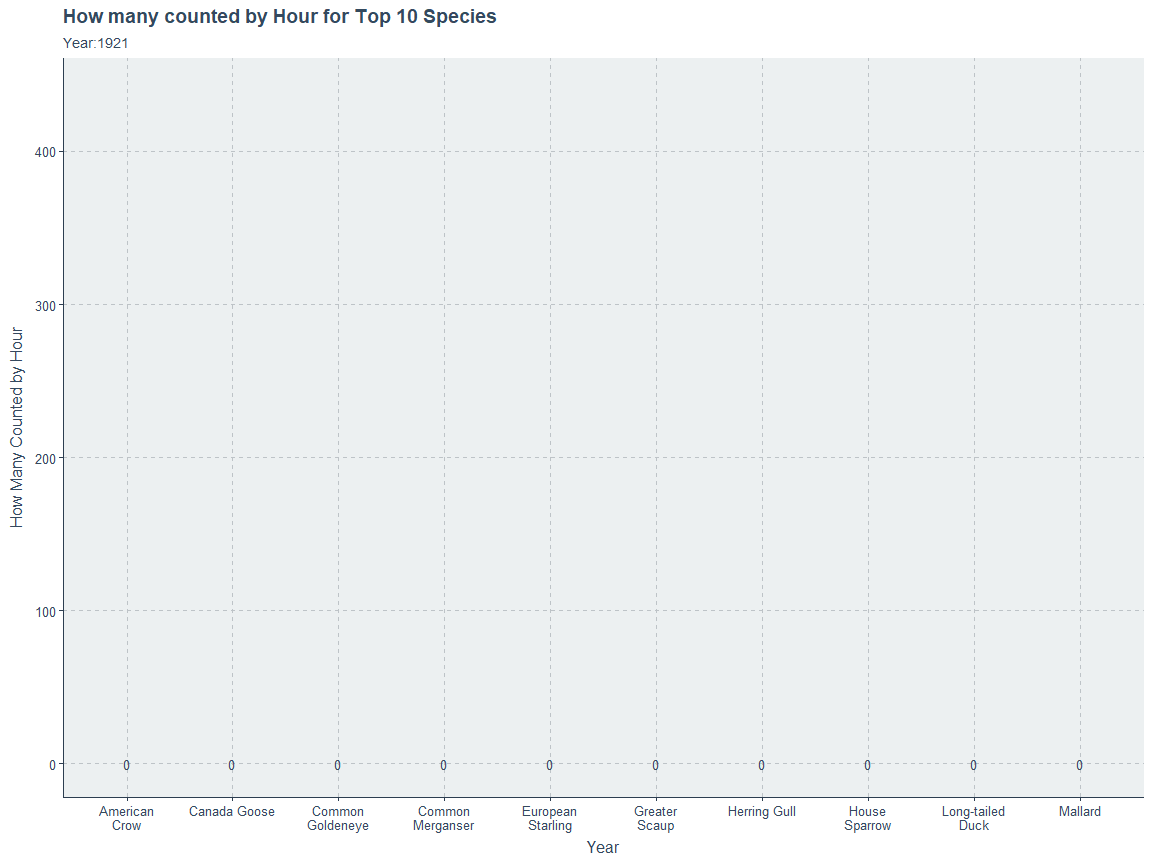 How many counted by Hour for Top 10 Species
Year:1921
How Many Counted by Hour
400
300
200
100
0
0 0 0 0 0 0 0 0 0 0
American
Crow
Canada Goose
Common
Goldeneye
Common
Merganser
European
Starling
Greater
Scaup
Herring Gull
House
Sparrow
Long-tailed
Duck
Mallard
Year